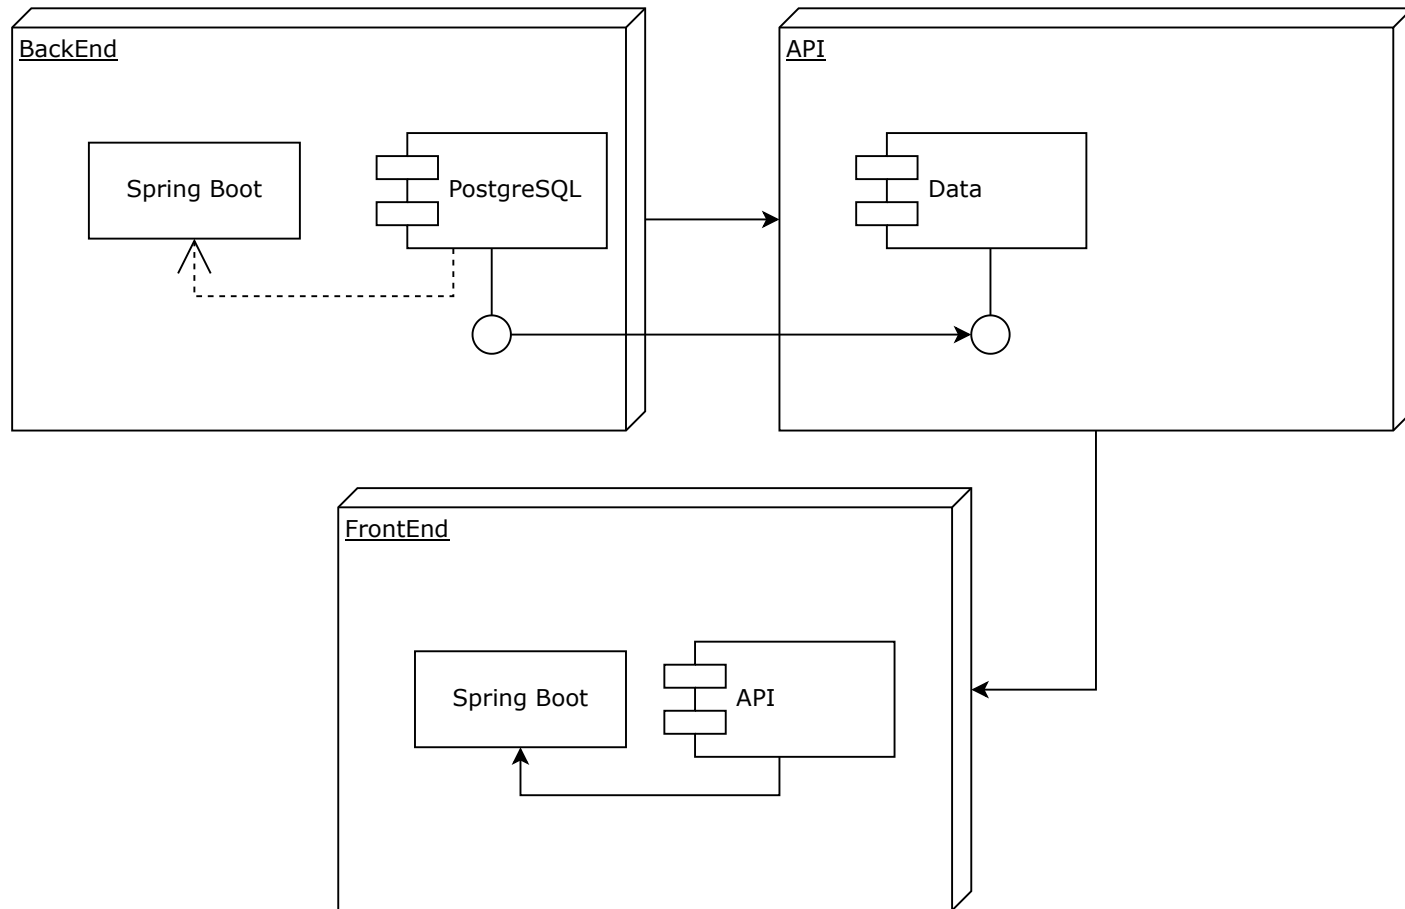 BackEnd
API
Spring Boot
PostgreSQL
Data
FrontEnd
Spring Boot
API